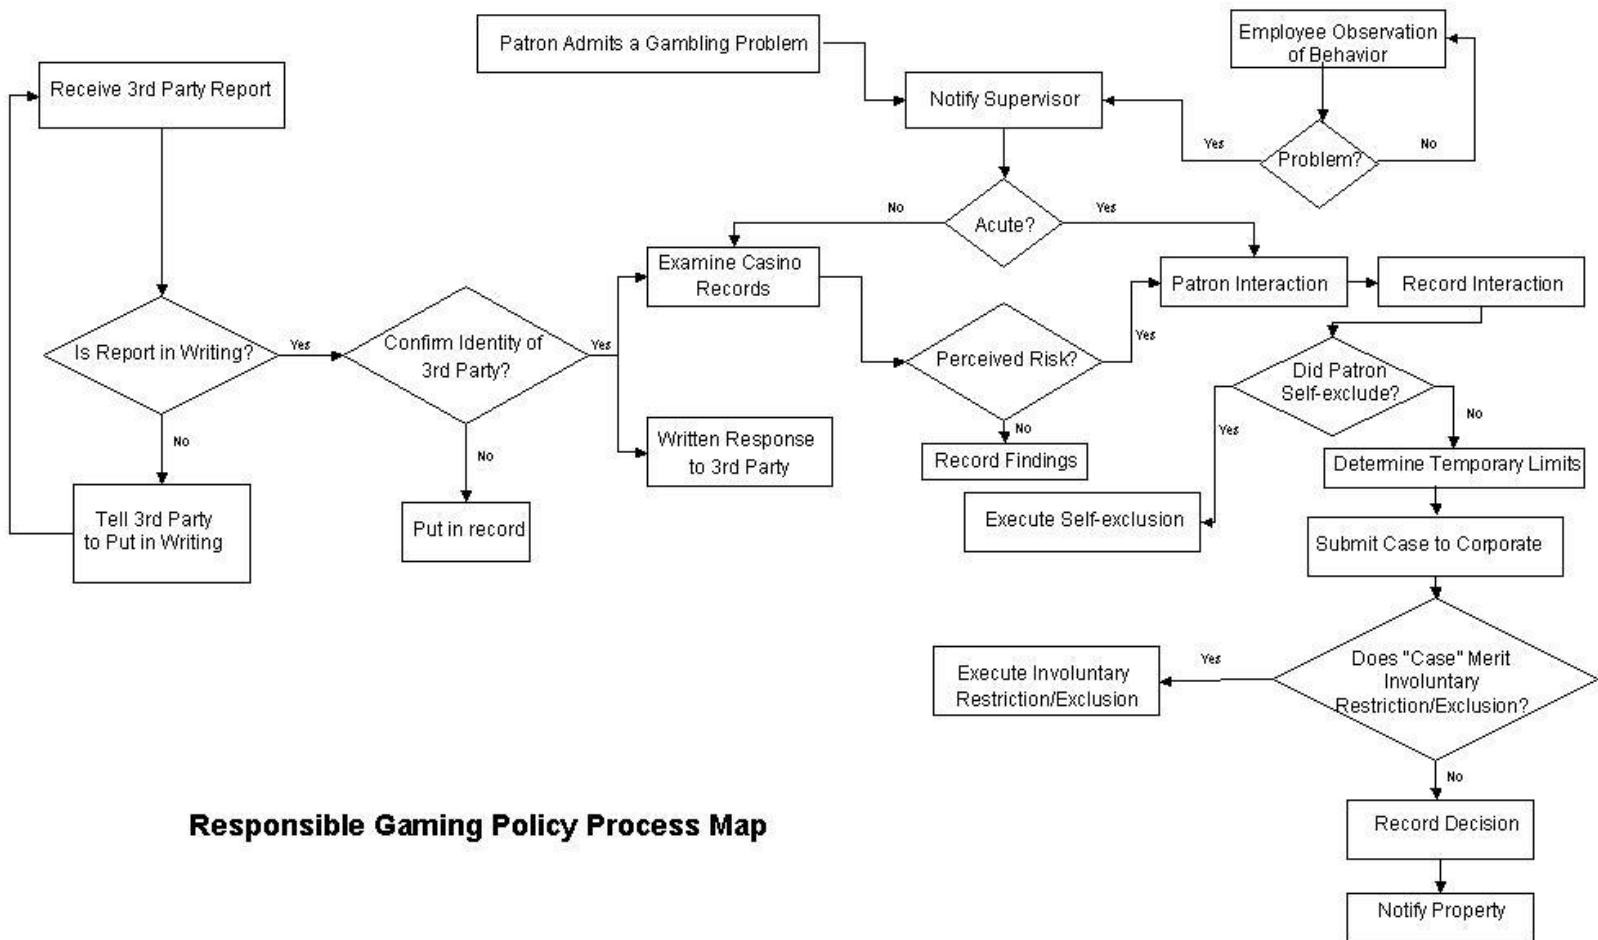 Patron Admits a Gambling Problem
Employee Observation
of Behavior
Receive 3rd Party Report
Notify Supervisor
Yes
No
Problem?
No
Yes
Acute?
Examine Casino
Records
Patron Interaction
Record Interaction
Is Report in Writing?
Yes
Confirm Identity of
3rd Party?
Yes
Perceived Risk?
Yes
Did Patron
Self-exclude?
Yes
No
No
No
No
Written Response
to 3rd Party
Record Findings
Determine Temporary Limits
Tell 3rd Party
to Put in Writing
Put in record
Execute Self-exclusion
Submit Case to Corporate
Execute Involuntary
Restriction/Exclusion
Yes
Does "Case" Merit
Involuntary
Restriction/Exclusion?
No
Record Decision
Notify Property
Responsible Gaming Policy Process Map